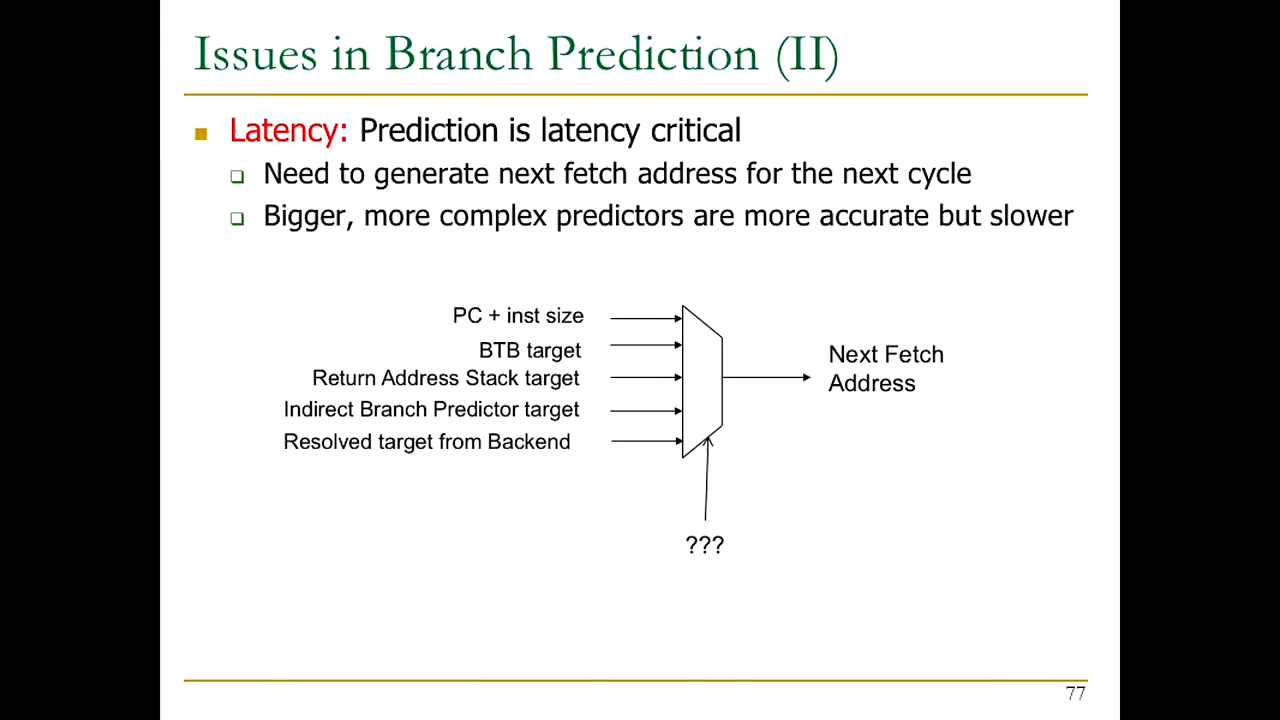 Issues in Branch Prediction (II)
Latency: Prediction is latency critical
Need to generate next fetch address for the next cycle
Bigger, more complex predictors are more accurate but slower
PC + inst size
BTB target
Return Address Stack target
Indirect Branch Predictor target
Resolved target from Backend
Next Fetch
Address
???
77